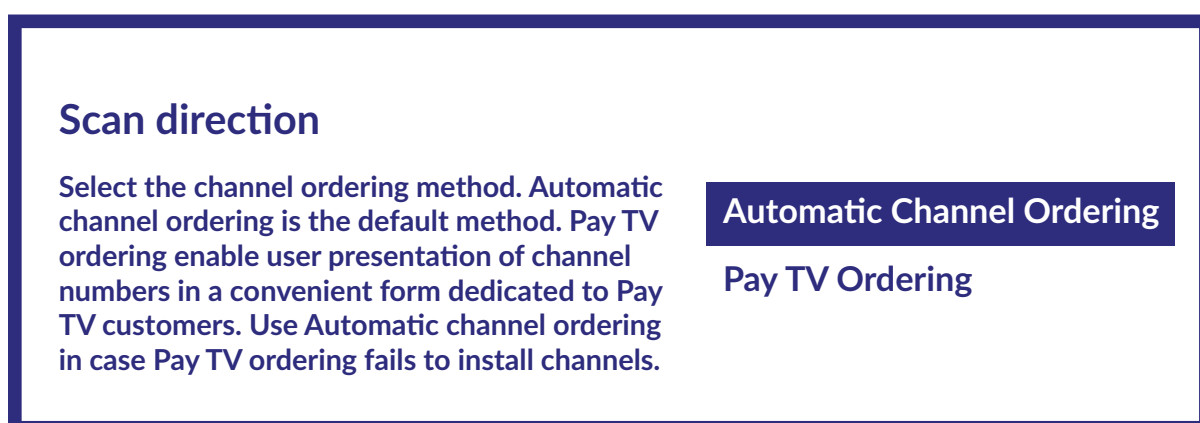 Scan direction
Select the channel ordering method. Automatic
channel ordering is the default method. Pay TV
ordering enable user presentation of channel
numbers in a convenient form dedicated to Pay
TV customers. Use Automatic channel ordering
in case Pay TV ordering fails to install channels.
Automatic Channel Ordering
Pay TV Ordering